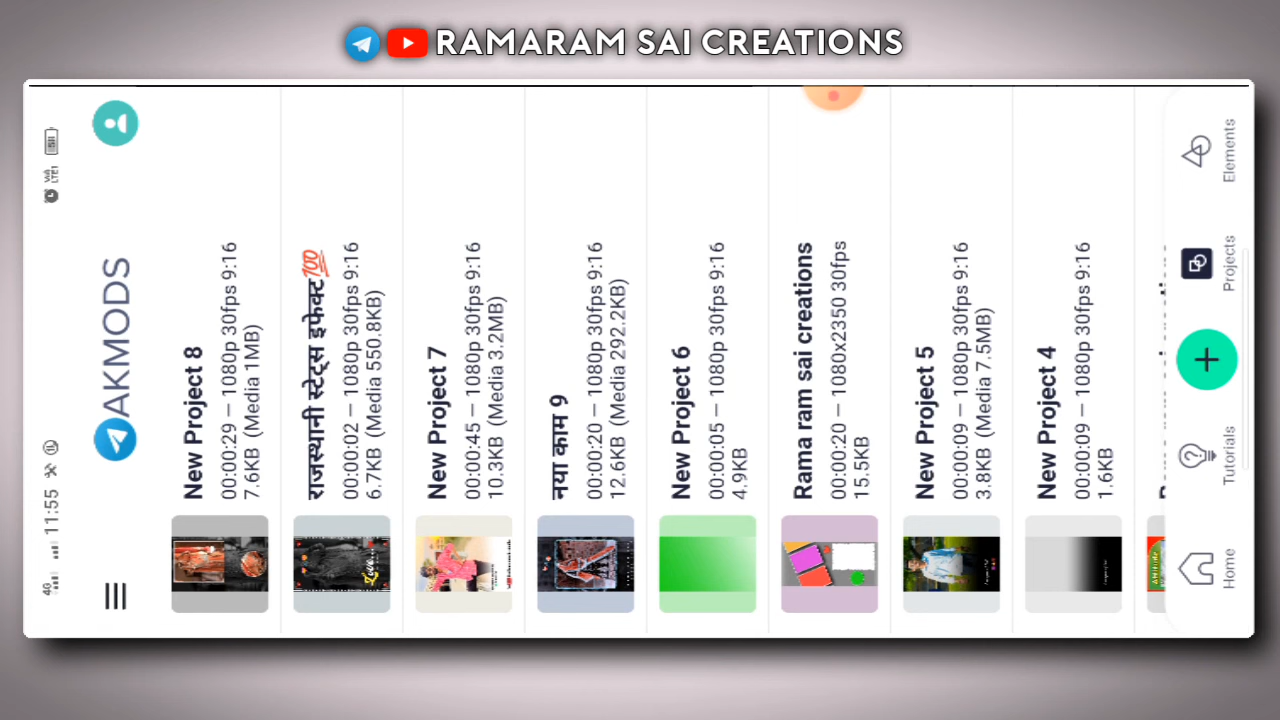 RAMARAM SAI CREATIONS
4G 11:55
Vo)
LTE1
AKMODS
New Project 8
00:00:29 – 1080p 30fps 9:16
7.6KB (Media 1MB)
राजस्थानी स्टेट्स इफेक्ट💯
00:00:02 – 1080p 30fps 9:16
6.7KB (Media 550.8KB)
New Project 7
00:00:45 – 1080p 30fps 9:16
10.3KB (Media 3.2MB)
नया काम 9
00:00:20 – 1080p 30fps 9:16
12.6KB (Media 292.2KB)
New Project 6
00:00:05 – 1080p 30fps 9:16
4.9KB
Rama ram sai creations
00:00:20 – 1080x2350 30fps
15.5KB
New Project 5
00:00:09 – 1080p 30fps 9:16
3.8KB (Media 7.5MB)
New Project 4
00:00:09 – 1080p 30fps 9:16
1.6KB
Home
Tutorials
Projects
Elements